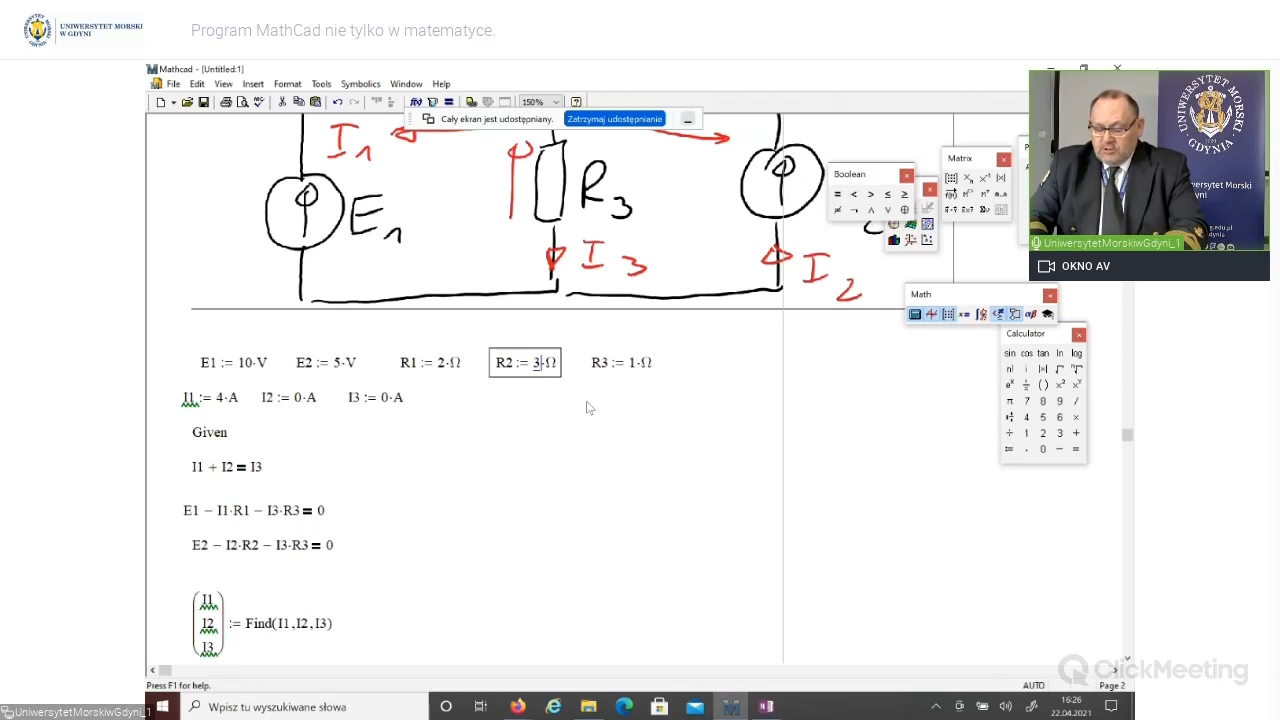 UNIWERSYTET MORSKI
W GDYNI
Program MathCad nie tylko w matematyce.
Mathcad - [Untitled:1]
File Edit View Insert Format Tools Symbolics Window Help
150%
Cały ekran jest udostępniany. Zatrzymaj udostępnianie
I1
E1
R3
I3
I2
Boolean
Matrix
Math
Calculator
sin cos tan ln log
π 7 8 9 /
4 5 6 ×
÷ 1 2 3 +
:= . 0 − =
UNIWERSYTET MORSKI
GDYNIA
UniwersytetMorskiwGdyni_1
OKNO AV
E1 := 10·V E2 := 5·V R1 := 2·Ω R2 := 3·Ω R3 := 1·Ω
I1 := 4·A I2 := 0·A I3 := 0·A
Given
I1 + I2 = I3
E1 − I1·R1 − I3·R3 = 0
E2 − I2·R2 − I3·R3 = 0
I1
I2 := Find(I1,I2,I3)
I3
ClickMeeting
Press F1 for help. AUTO Page 2
UniwersytetMorskiwGdyni_1
Wpisz tu wyszukiwane słowa
16:26
22.04.2021